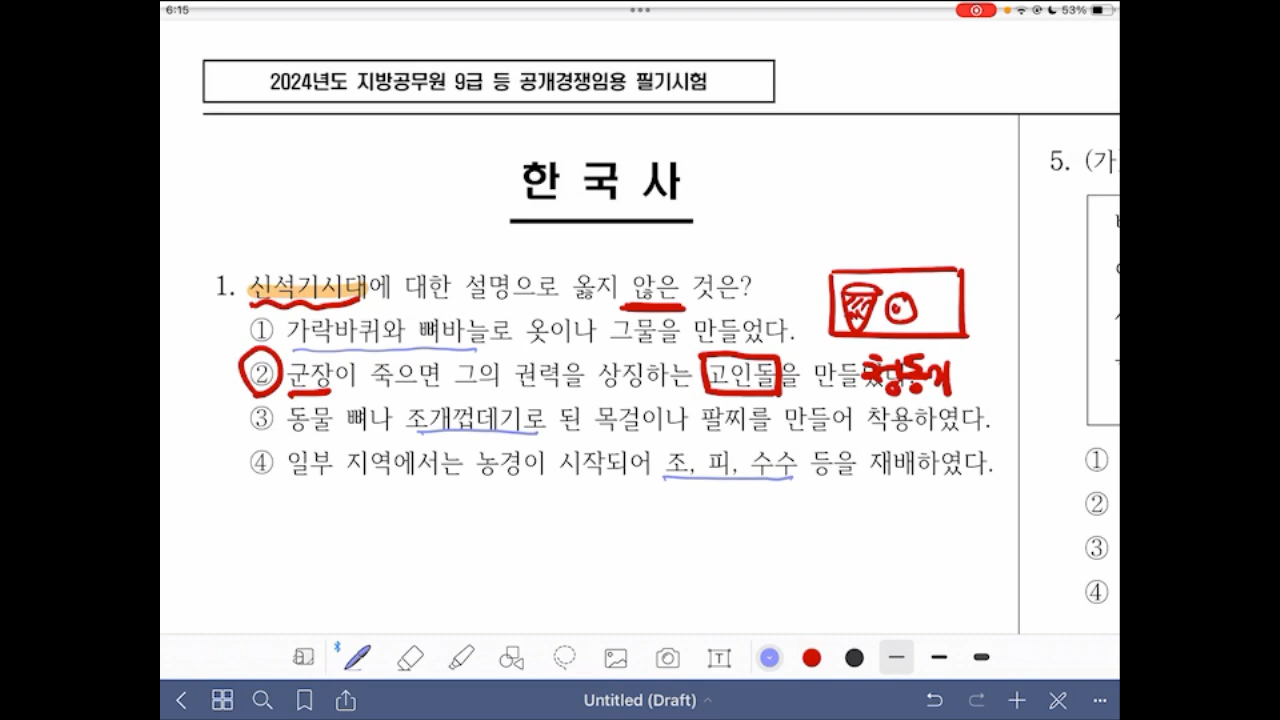 6:15
53%
2024년도 지방공무원 9급 등 공개경쟁임용 필기시험
한 국 사
1. 신석기시대에 대한 설명으로 옳지 않은 것은?
① 가락바퀴와 뼈바늘로 옷이나 그물을 만들었다.
② 군장이 죽으면 그의 권력을 상징하는 고인돌을 만들었다.
청동기
③ 동물 뼈나 조개껍데기로 된 목걸이나 팔찌를 만들어 착용하였다.
④ 일부 지역에서는 농경이 시작되어 조, 피, 수수 등을 재배하였다.
5. (가
①
②
③
④
T
Untitled (Draft)